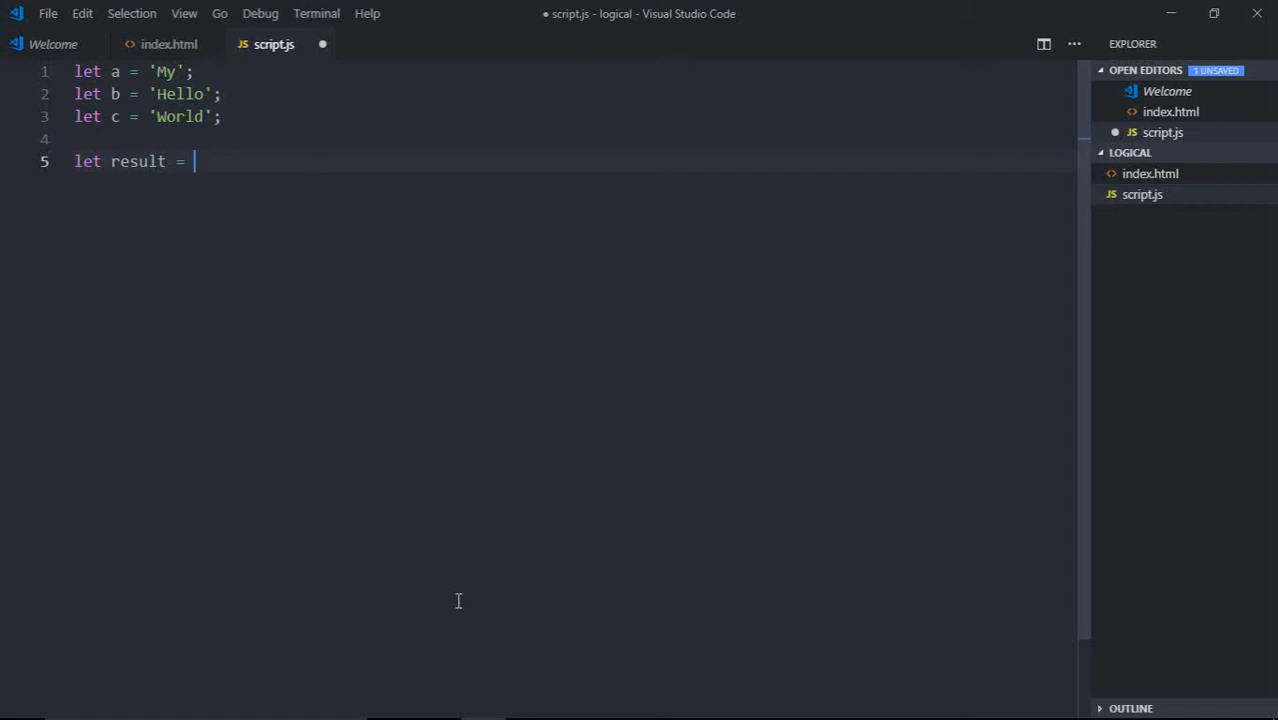 File Edit Selection View Go Debug Terminal Help ● script.js - logical - Visual Studio Code
Welcome <> index.html JS script.js ● ... EXPLORER
OPEN EDITORS 1 UNSAVED
Welcome
<> index.html
● JS script.js
LOGICAL
<> index.html
JS script.js
OUTLINE
1 let a = 'My';
2 let b = 'Hello';
3 let c = 'World';
4
5 let result =